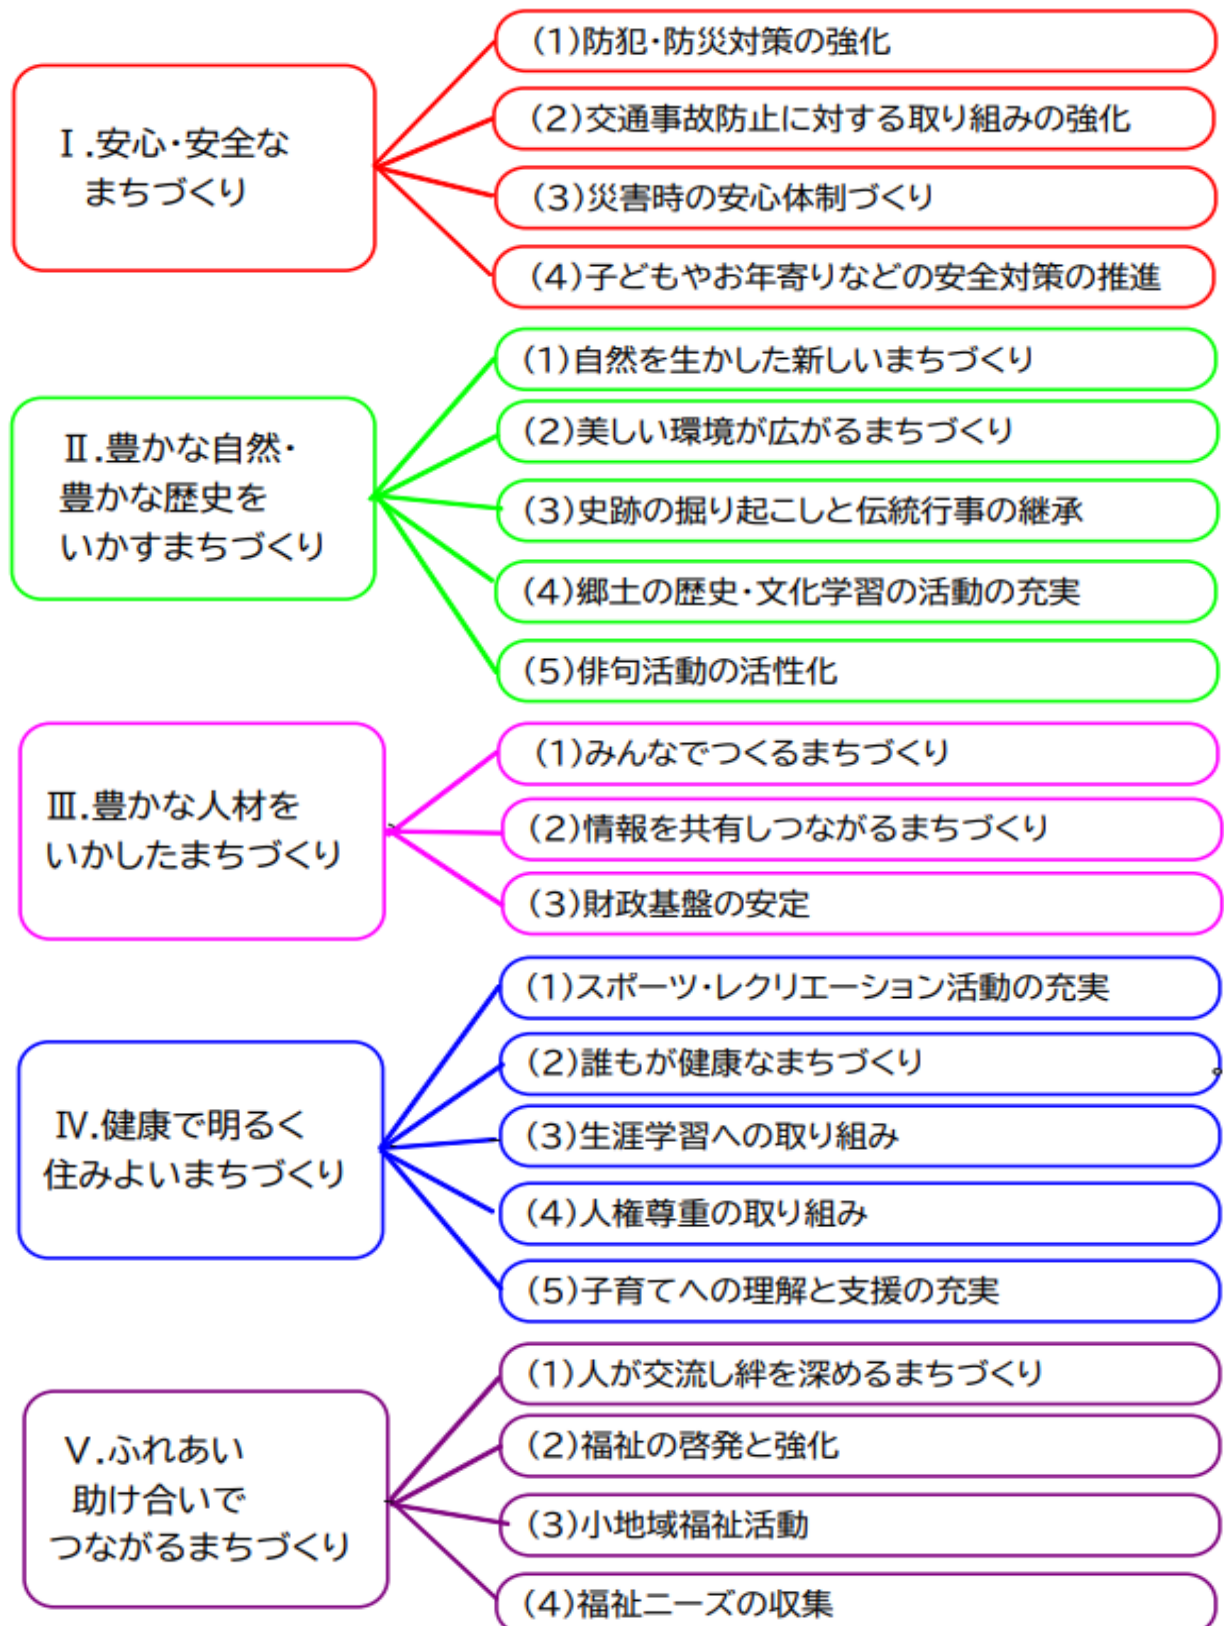 Ⅰ.安心・安全な
まちづくり
(1)防犯・防災対策の強化
(2)交通事故防止に対する取り組みの強化
(3)災害時の安心体制づくり
(4)子どもやお年寄りなどの安全対策の推進
Ⅱ.豊かな自然・
豊かな歴史を
いかすまちづくり
(1)自然を生かした新しいまちづくり
(2)美しい環境が広がるまちづくり
(3)史跡の掘り起こしと伝統行事の継承
(4)郷土の歴史・文化学習の活動の充実
(5)俳句活動の活性化
Ⅲ.豊かな人材を
いかしたまちづくり
(1)みんなでつくるまちづくり
(2)情報を共有しつながるまちづくり
(3)財政基盤の安定
Ⅳ.健康で明るく
住みよいまちづくり
(1)スポーツ・レクリエーション活動の充実
(2)誰もが健康なまちづくり
(3)生涯学習への取り組み
(4)人権尊重の取り組み
(5)子育てへの理解と支援の充実
Ⅴ.ふれあい
助け合いで
つながるまちづくり
(1)人が交流し絆を深めるまちづくり
(2)福祉の啓発と強化
(3)小地域福祉活動
(4)福祉ニーズの収集